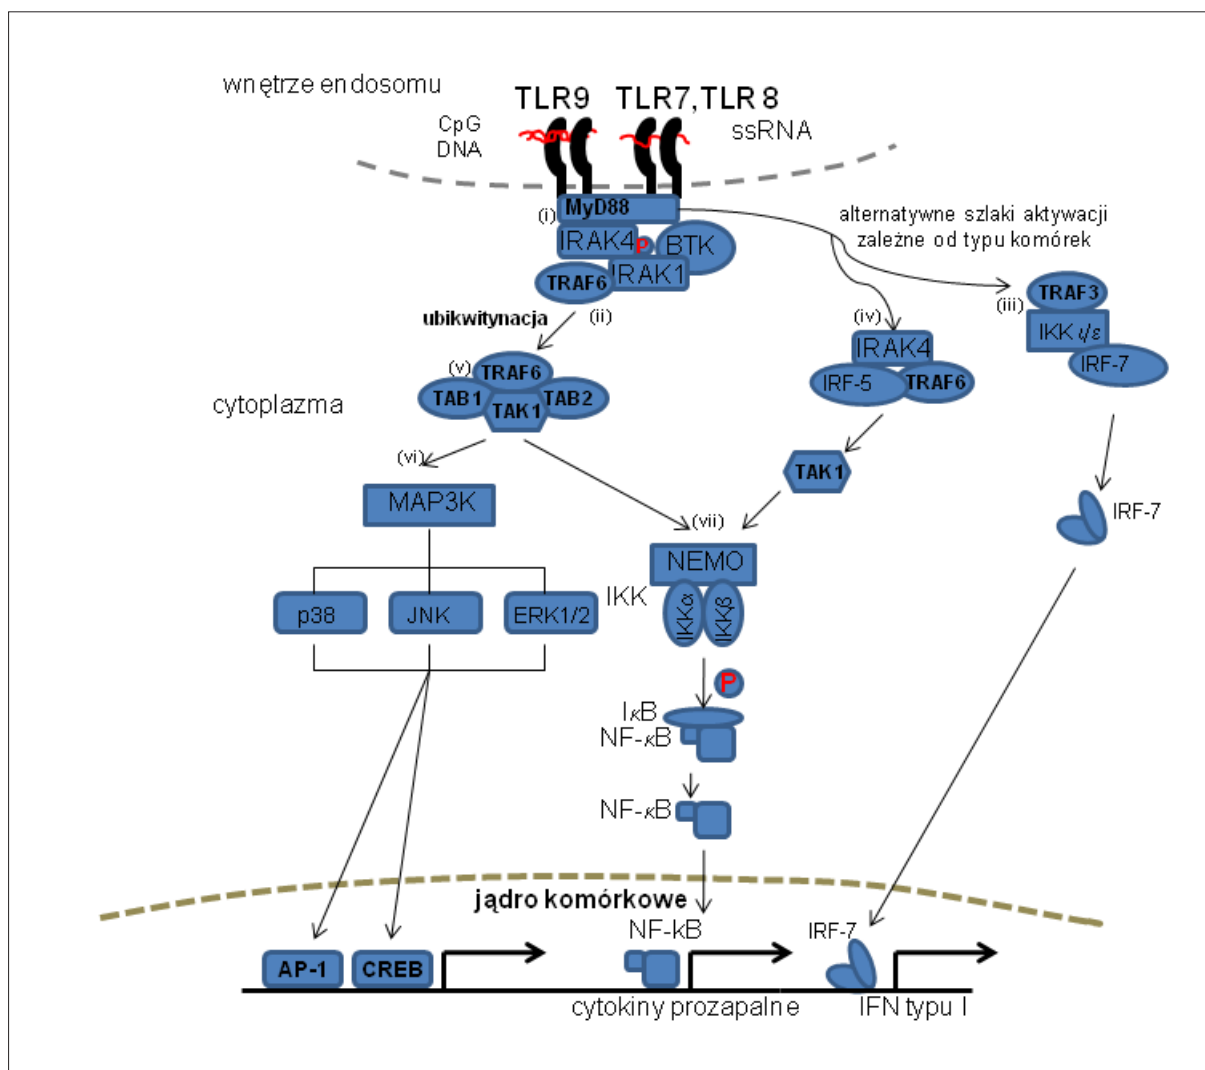 wnętrze endosomu
TLR9
TLR7,TLR 8
CpG
DNA
ssRNA
(i)
MyD88
IRAK4
P
BTK
IRAK1
TRAF6
alternatywne szlaki aktywacji
zależne od typu komórek
ubikwitynacja
(ii)
(iii)
TRAF3
IKK ι/ε
IRF-7
(iv)
IRAK4
IRF-5
TRAF6
(v)
TRAF6
TAB1
TAB2
TAK1
cytoplazma
(vi)
TAK1
MAP3K
(vii)
IRF-7
NEMO
IKK
IKKα
IKKβ
p38
JNK
ERK1/2
P
IκB
NF-κB
NF-κB
jądro komórkowe
NF-kB
IRF-7
AP-1
CREB
cytokiny prozapalne
IFN typu I